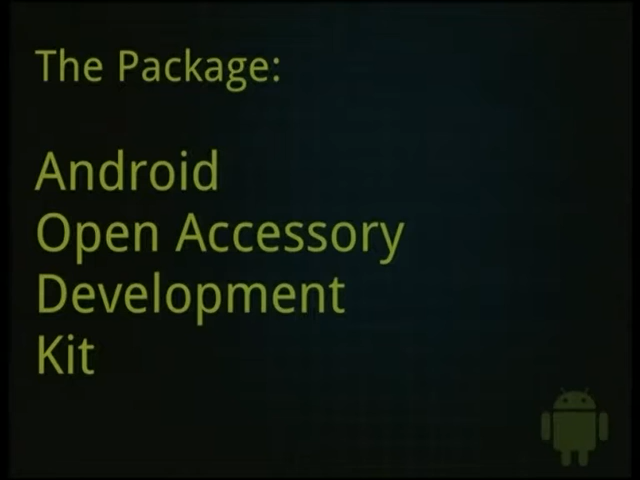 The Package:
Android
Open Accessory
Development
Kit